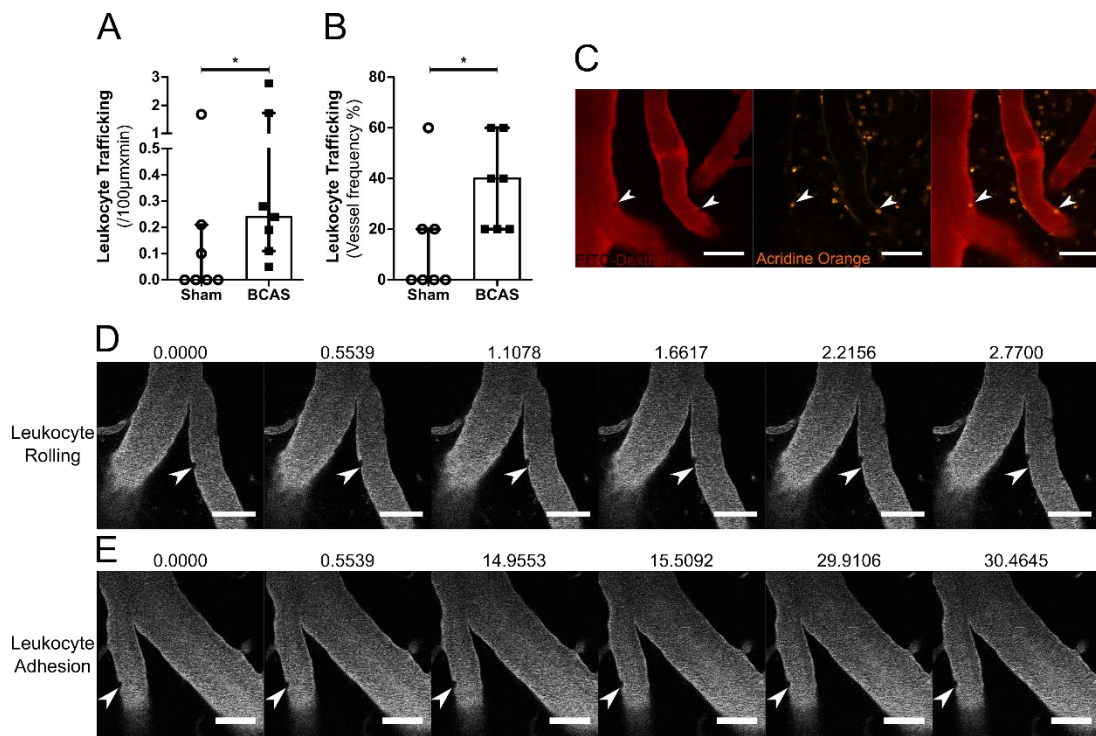 A
Leukocyte Trafficking
(/100µmxmin)
*
3
2
1
0.5
0.4
0.3
0.2
0.1
0.0
Sham
BCAS
B
Leukocyte Trafficking
(Vessel frequency %)
*
80
60
40
20
0
Sham
BCAS
C
FITC-Dextran
Acridine Orange
D
0.0000
0.5539
1.1078
1.6617
2.2156
2.7700
Leukocyte
Rolling
E
0.0000
0.5539
14.9553
15.5092
29.9106
30.4645
Leukocyte
Adhesion